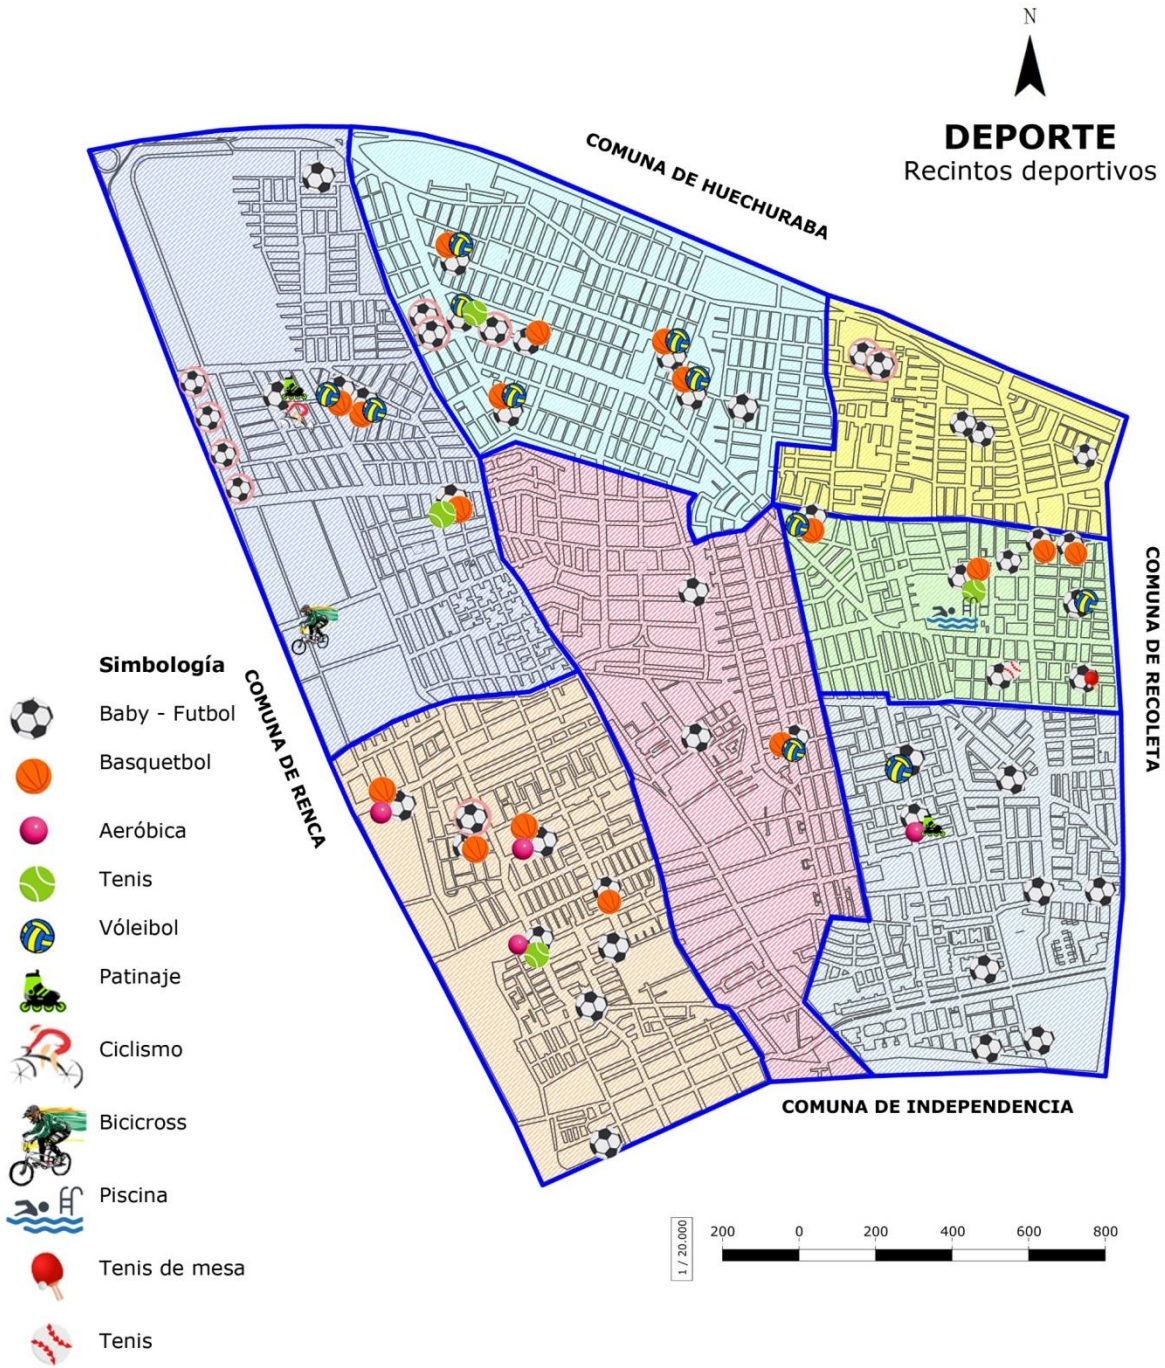 N
DEPORTE
Recintos deportivos
COMUNA DE HUECHURABA
COMUNA DE RECOLETA
COMUNA DE RENCA
Simbología
Baby - Futbol
Basquetbol
Aeróbica
Tenis
Vóleibol
Patinaje
Ciclismo
Bicicross
Piscina
Tenis de mesa
Tenis
COMUNA DE INDEPENDENCIA
1 / 20.000
200 0 200 400 600 800